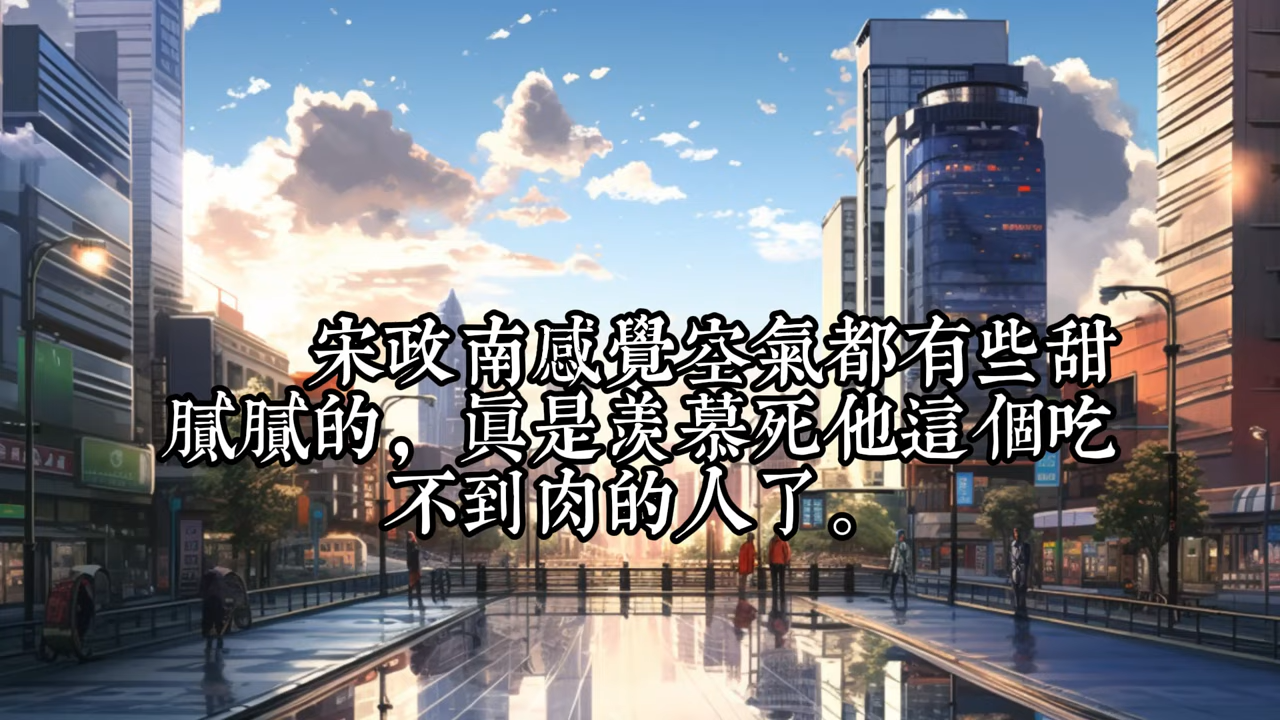 宋政南感覺空氣都有些甜
膩膩的，眞是羨慕死他這個吃
不到肉的人了。